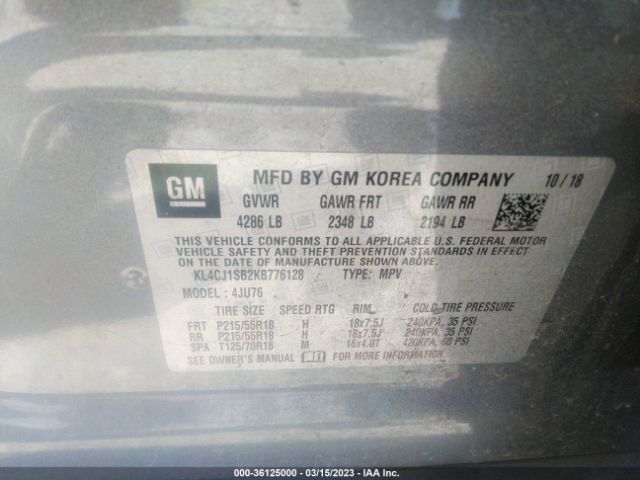 GM
MFD BY GM KOREA COMPANY 10/18
GVWR GAWR FRT GAWR RR
4286 LB 2348 LB 2194 LB
THIS VEHICLE CONFORMS TO ALL APPLICABLE U.S. FEDERAL MOTOR
VEHICLE SAFETY AND THEFT PREVENTION STANDARDS IN EFFECT ON THE
DATE OF MANUFACTURE SHOWN ABOVE.
KL4CJ1SB2KB776128 TYPE: MPV
MODEL: 4JU76
TIRE SIZE SPEED RTG RIM COLD TIRE PRESSURE
FRT P215/55R18 H 18x7.5J 240KPA, 35 PSI
RR P215/55R18 H 18x7.5J 240KPA, 35 PSI
SPA T125/70R16 M 16x4.0T 420KPA, 60 PSI
SEE OWNER'S MANUAL FOR MORE INFORMATION.
000-36125000 - 03/15/2023 - IAA Inc.